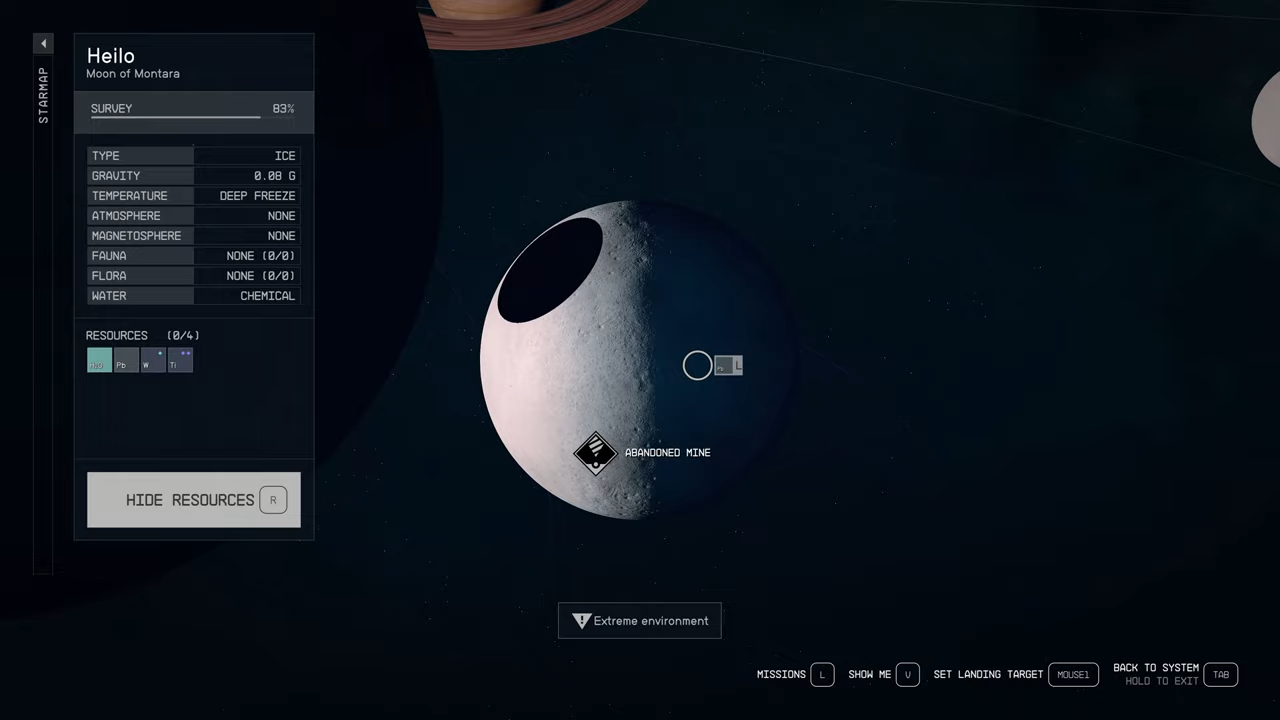 STARMAP
Heilo
Moon of Montara
SURVEY 83%
TYPE ICE
GRAVITY 0.08 G
TEMPERATURE DEEP FREEZE
ATMOSPHERE NONE
MAGNETOSPHERE NONE
FAUNA NONE (0/0)
FLORA NONE (0/0)
WATER CHEMICAL
RESOURCES (0/4)
H2O Pb W Ti
HIDE RESOURCES R
L
ABANDONED MINE
Extreme environment
MISSIONS L SHOW ME V SET LANDING TARGET MOUSE1 BACK TO SYSTEM TAB
HOLD TO EXIT